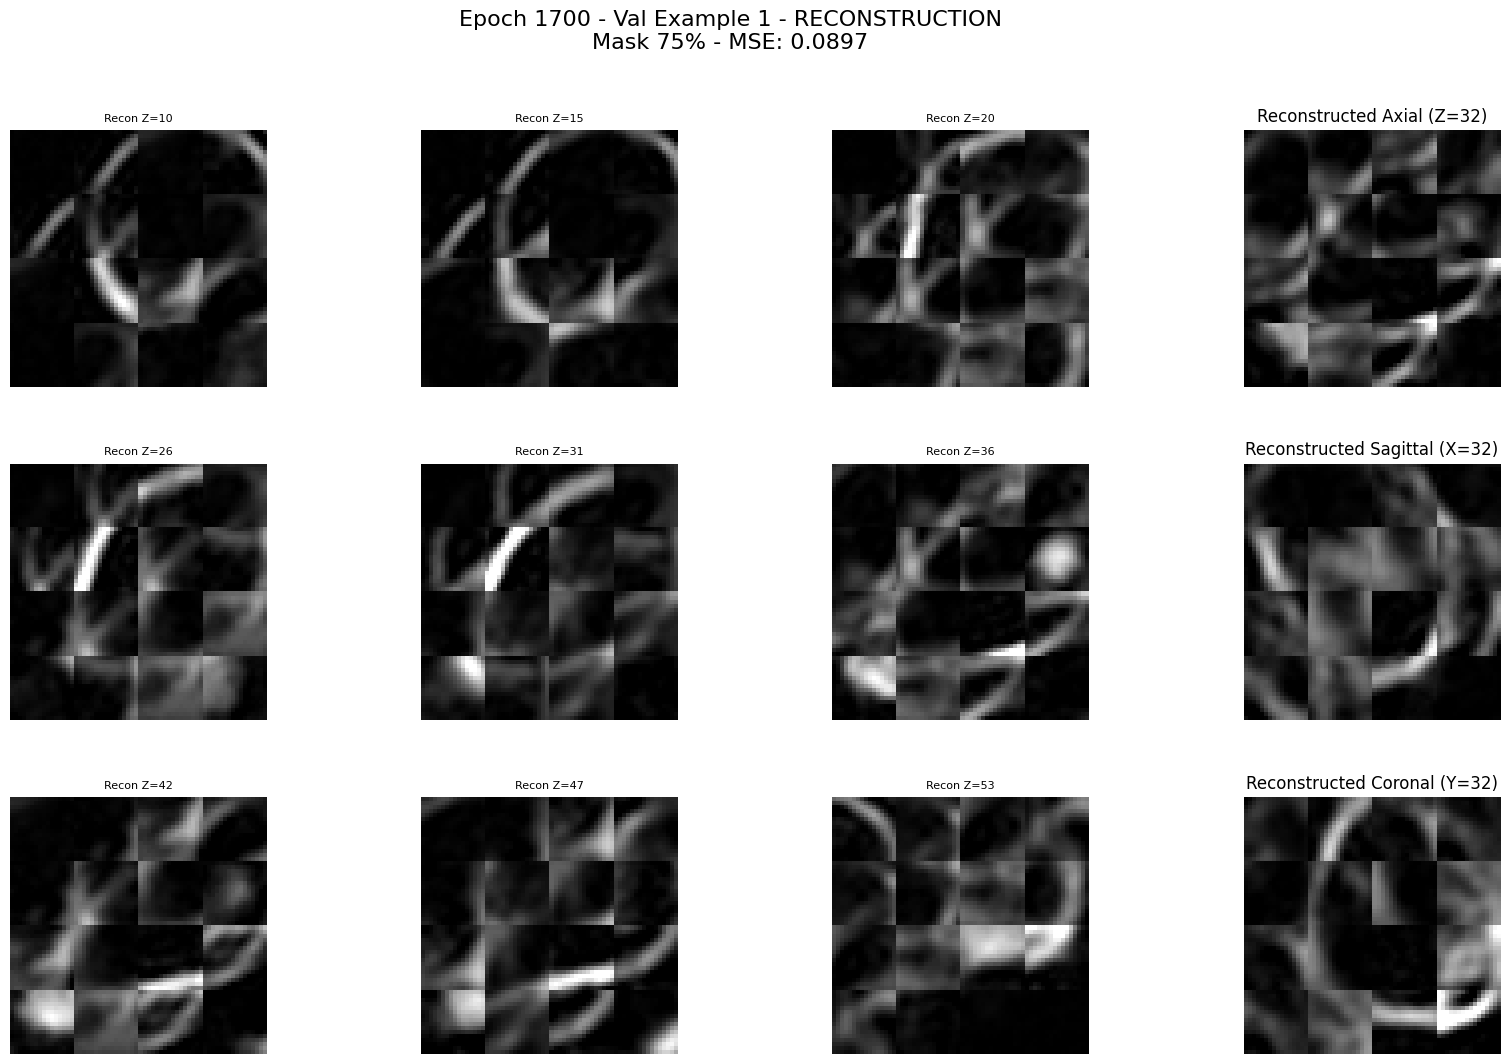 Epoch 1700 - Val Example 1 - RECONSTRUCTION
Mask 75% - MSE: 0.0897
Recon Z=10
Recon Z=15
Recon Z=20
Reconstructed Axial (Z=32)
Recon Z=26
Recon Z=31
Recon Z=36
Reconstructed Sagittal (X=32)
Recon Z=42
Recon Z=47
Recon Z=53
Reconstructed Coronal (Y=32)